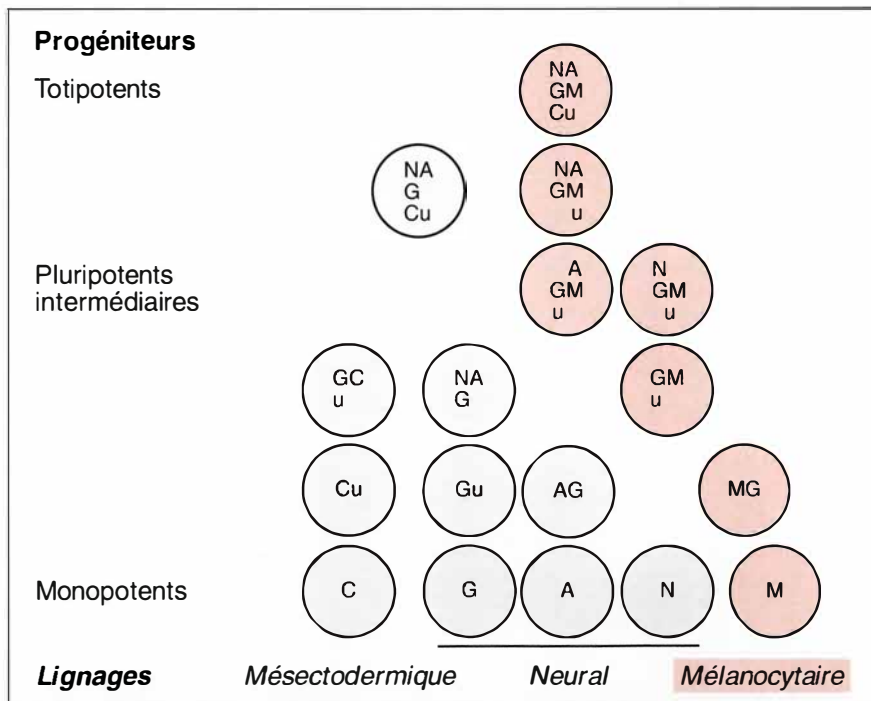 Progéniteurs
Totipotents
NA
GM
Cu
NA
G
Cu
NA
GM
u
Pluripotents
intermédiaires
A
GM
u
N
GM
u
GC
u
NA
G
GM
u
Cu
Gu
AG
MG
Monopotents
C
G
A
N
M
Lignages
Mésectodermique
Neural
Mélanocytaire